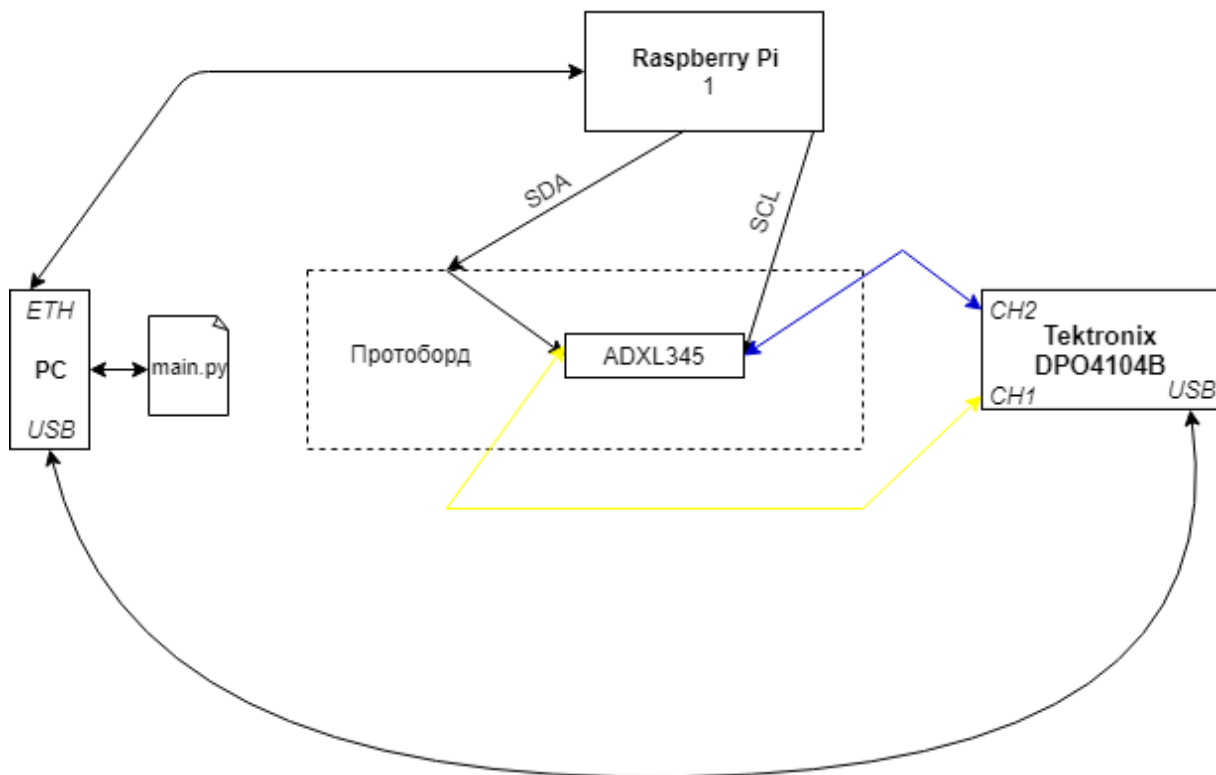 Raspberry Pi
1
SDA
SCL
ETH
PC
USB
main.py
Протоборд
ADXL345
CH2
Tektronix
DPO4104B
CH1
USB